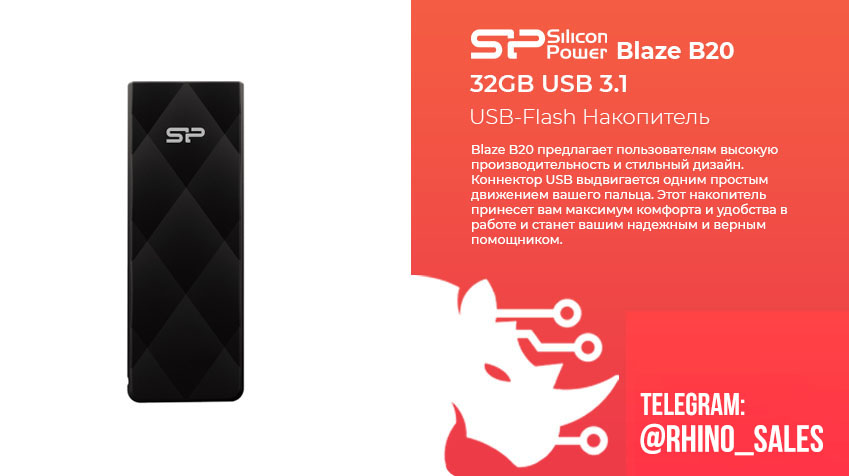 SP
SP Silicon Power Blaze B20
32GB USB 3.1
USB-Flash Накопитель
Blaze B20 предлагает пользователям высокую
производительность и стильный дизайн.
Коннектор USB выдвигается одним простым
движением вашего пальца. Этот накопитель
принесет вам максимум комфорта и удобства в
работе и станет вашим надежным и верным
помощником.
TELEGRAM:
@RHINO_SALES